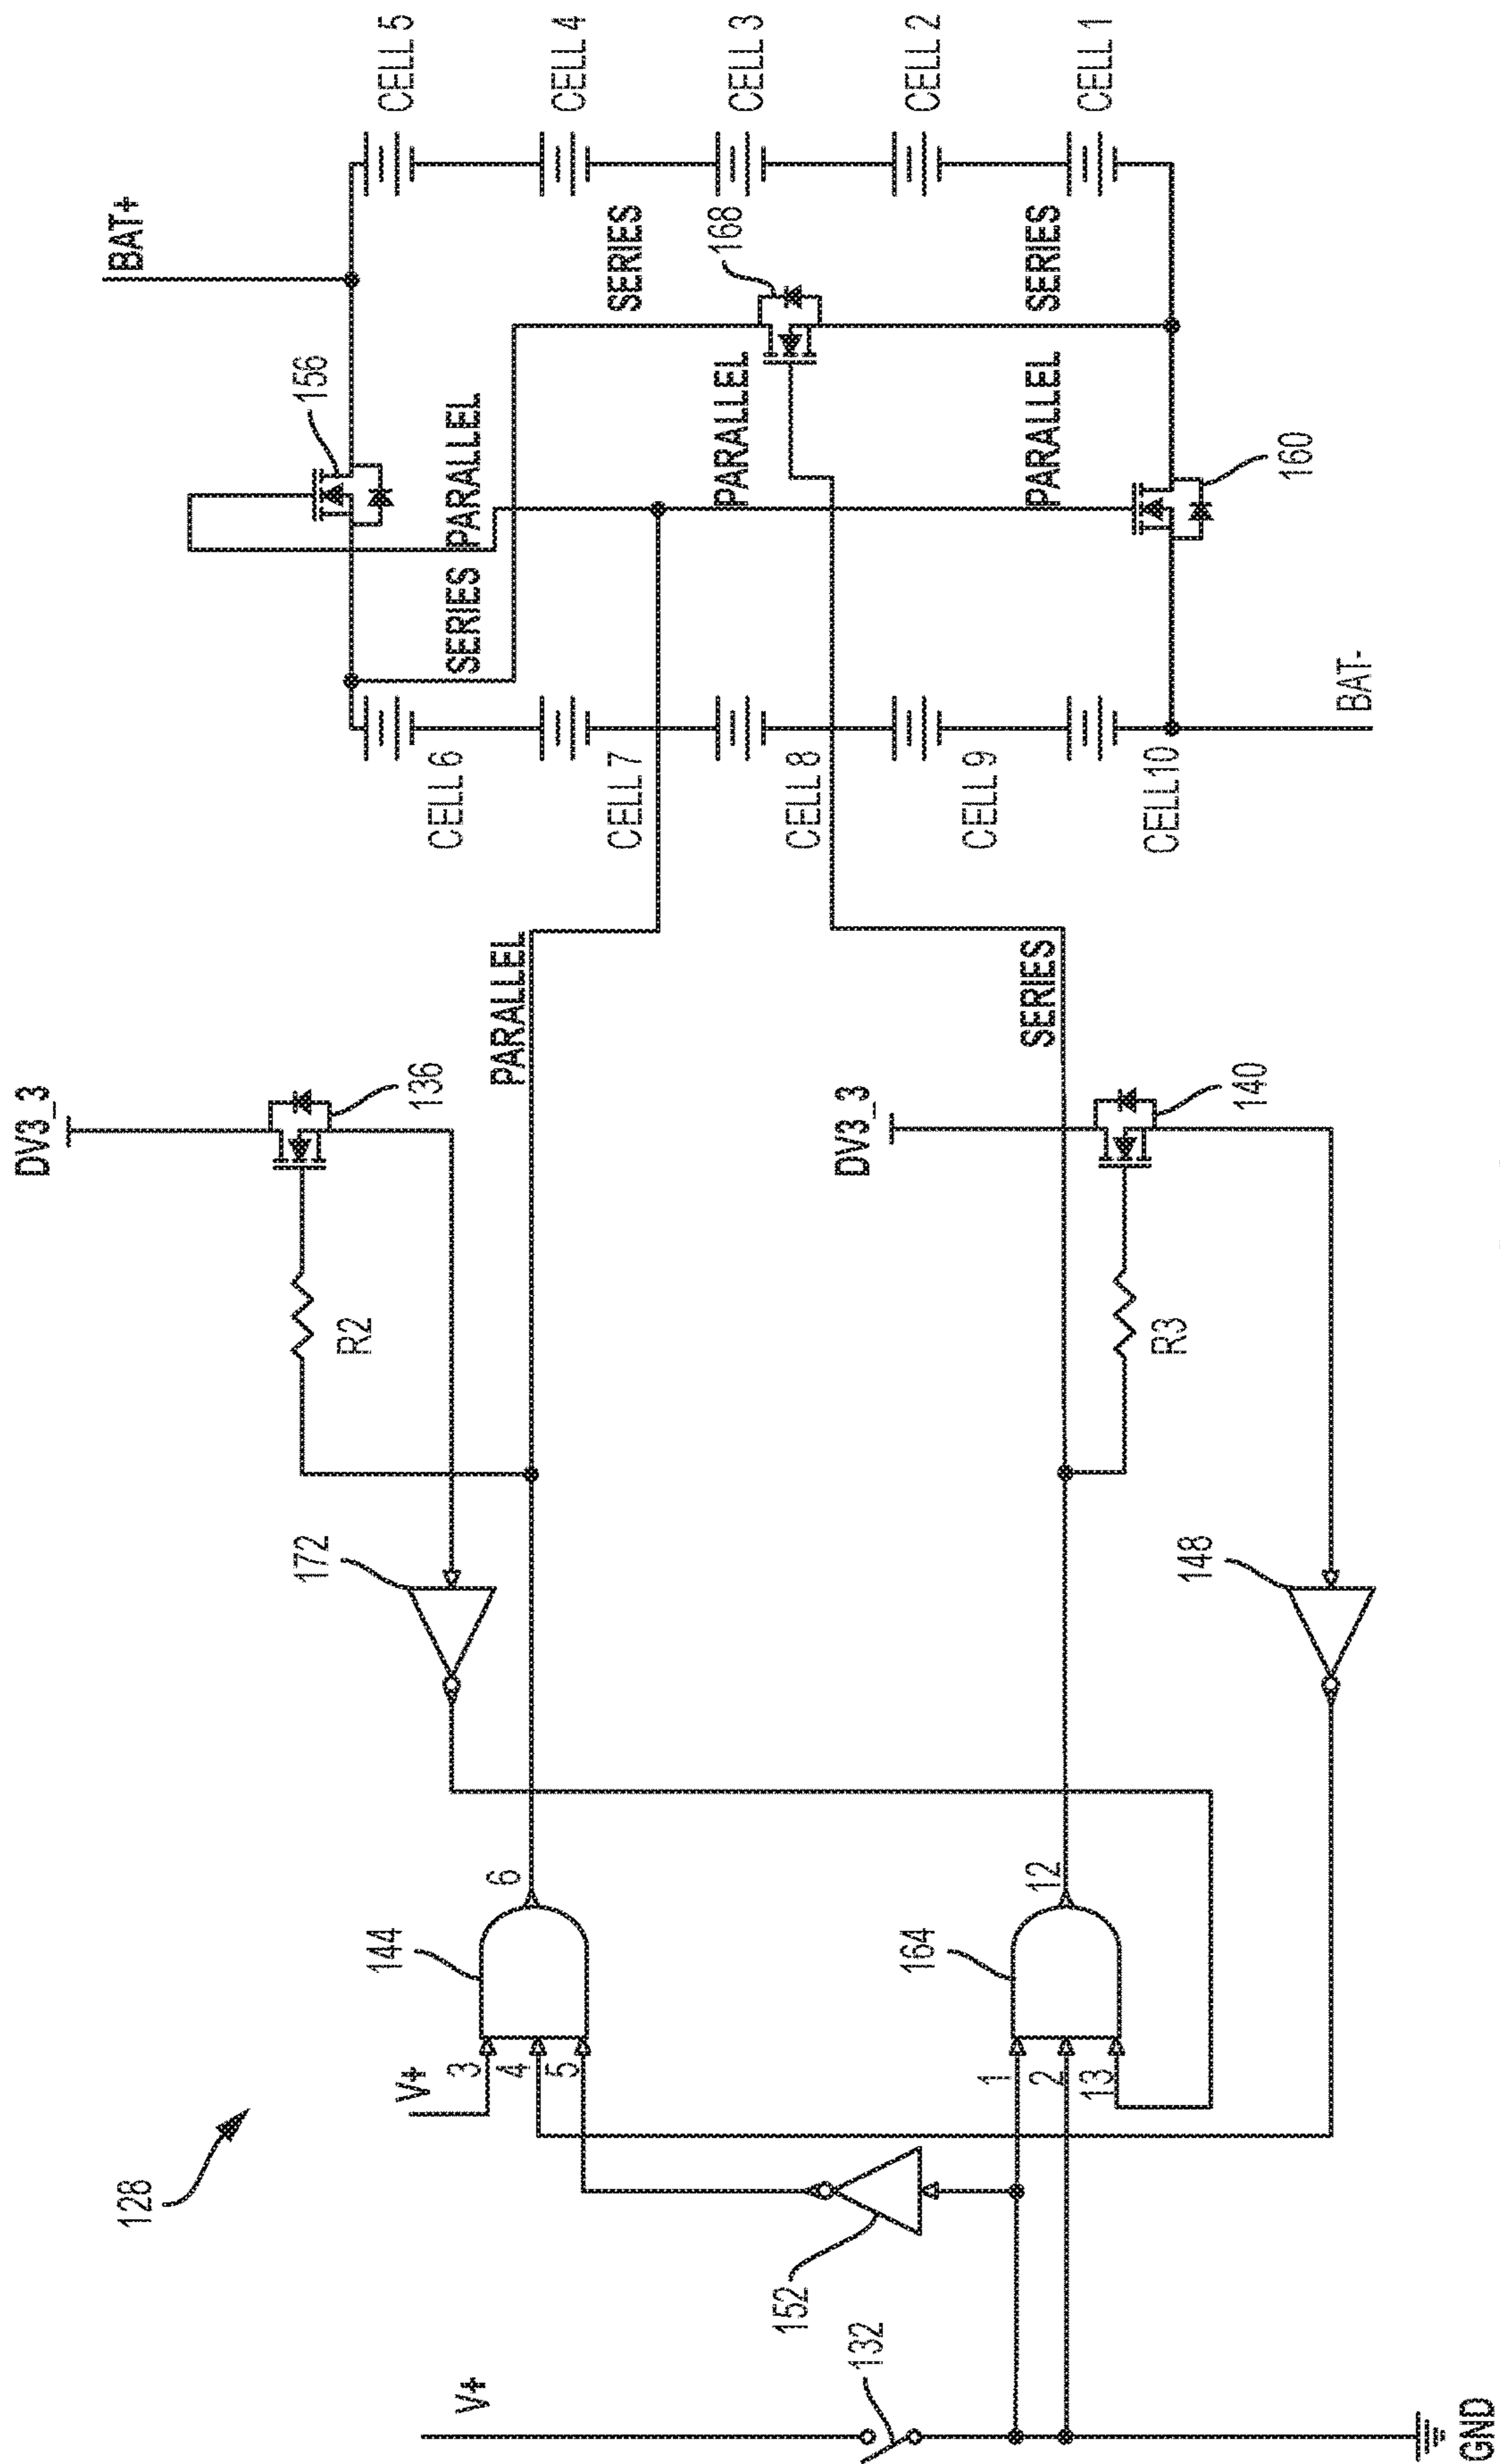 128
V+
132
GND
152
V+
3
4
5
144
6
1
2
13
164
12
172
148
R2
R3
DV3_3
136
DV3_3
140
PARALLEL
SERIES
CELL 6
CELL 7
CELL 8
CELL 9
CELL10
BAT-
SERIES
PARALLEL
PARALLEL
PARALLEL
156
160
BAT+
SERIES
168
SERIES
CELL 5
CELL 4
CELL 3
CELL 2
CELL 1